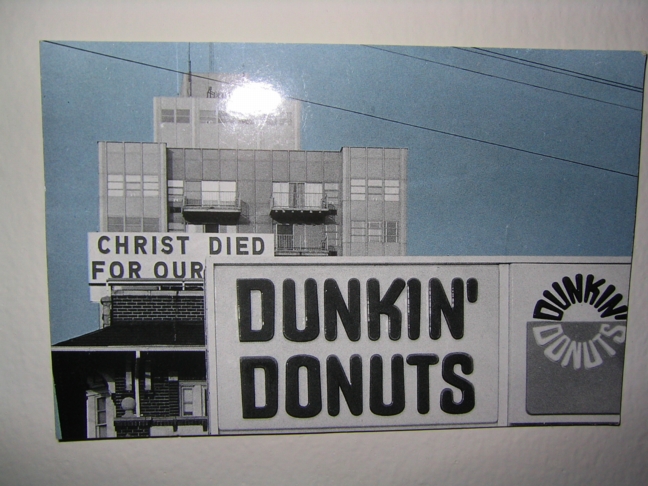 CHRIST DIED
FOR OUR
DUNKIN'
DONUTS
DUNKIN'
DONUTS